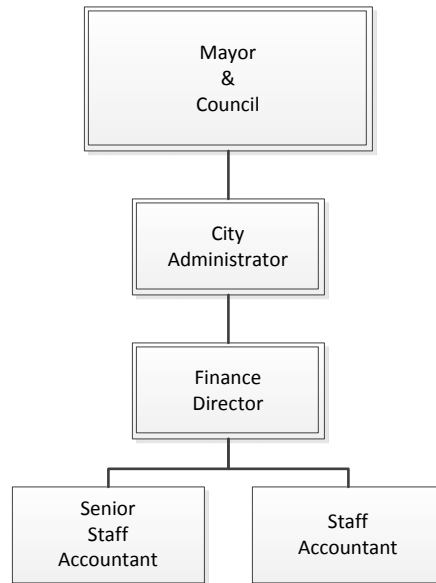 Mayor
&
Council
City
Administrator
Finance
Director
Senior
Staff
Accountant
Staff
Accountant